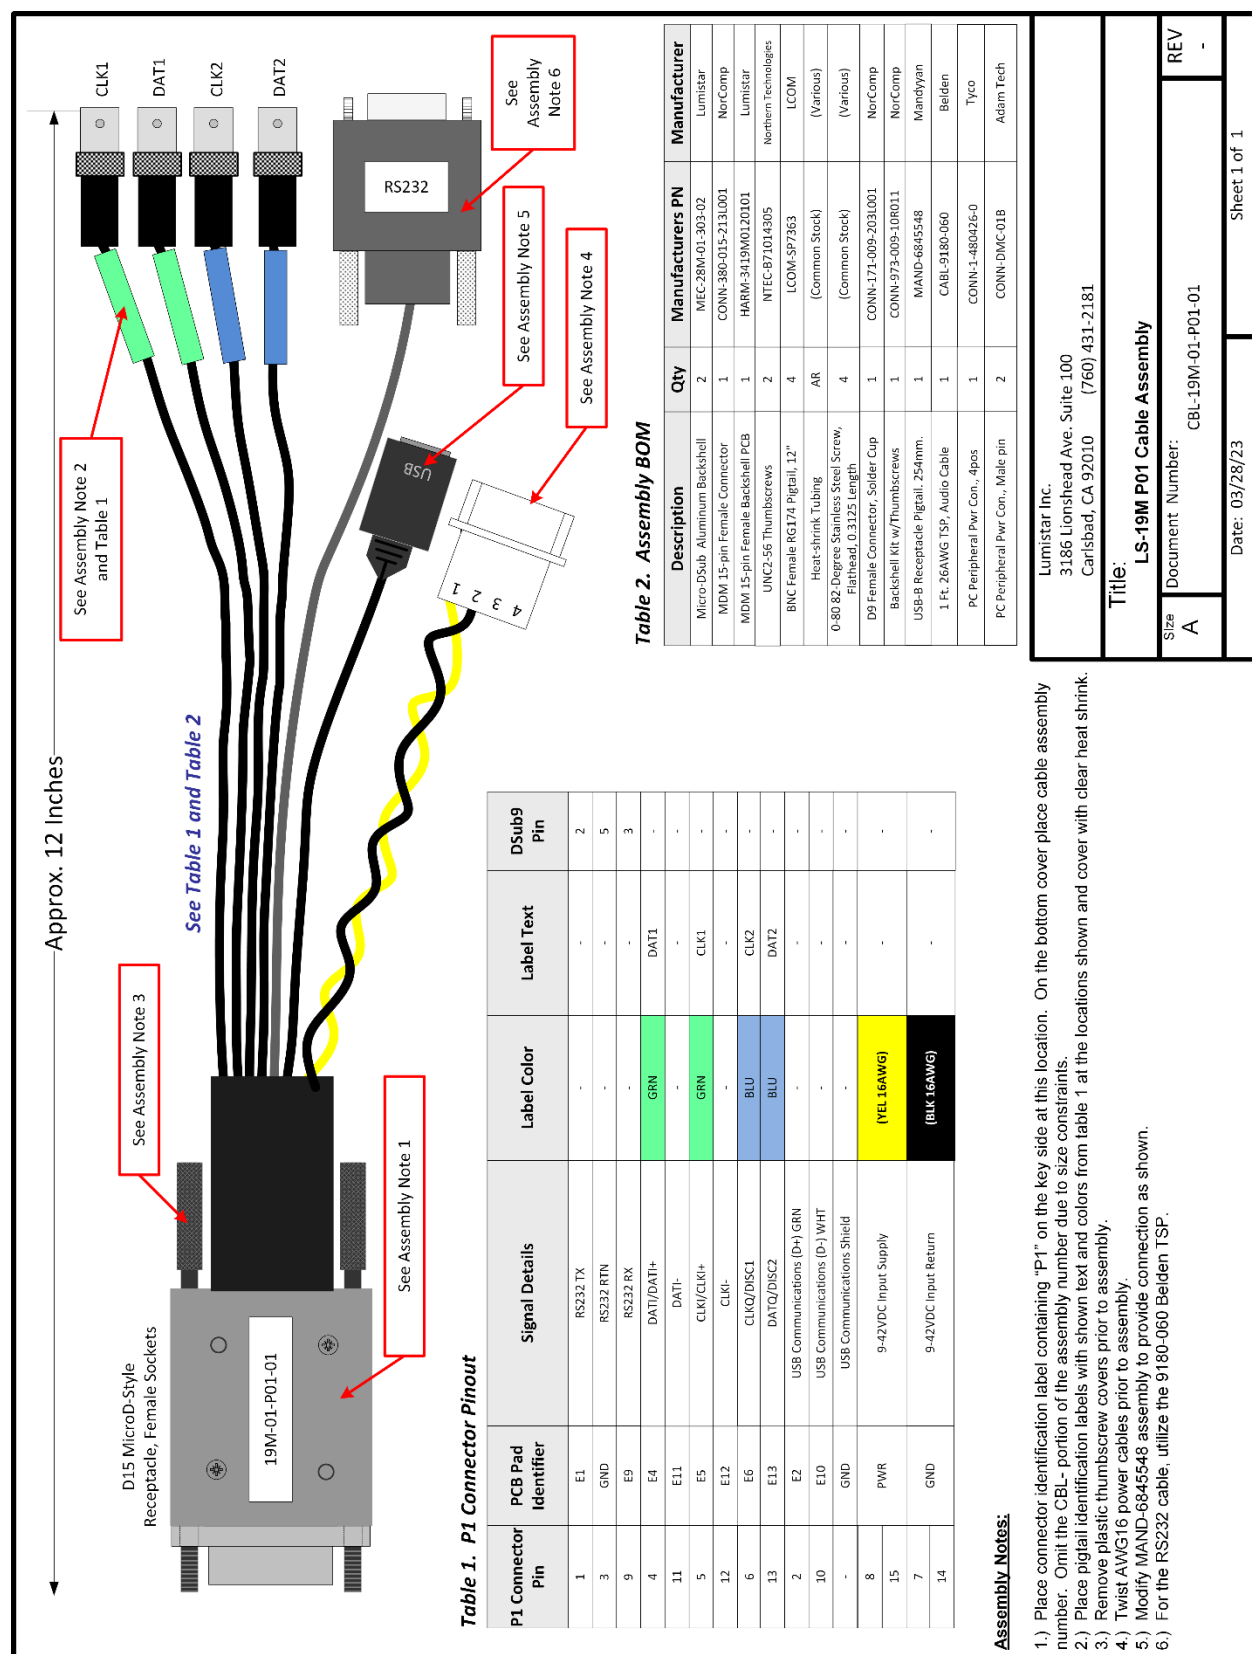 Approx. 12 Inches
CLK1
DAT1
CLK2
DAT2
See Assembly Note 2
and Table 1
See
Assembly
Note 6
RS232
See Assembly Note 5
See Assembly Note 4
USB
1
2
3
4
See Table 1 and Table 2
See Assembly Note 3
D15 MicroD-Style
Receptacle, Female Sockets
19M-01-P01-01
See Assembly Note 1
Table 1. P1 Connector Pinout
P1 Connector Pin | PCB Pad Identifier | Signal Details | Label Color | Label Text | DSub9 Pin
1 | E1 | RS232 TX | - | - | 2
3 | GND | RS232 RTN | - | - | 5
9 | E9 | RS232 RX | - | - | 3
4 | E4 | DATI/DATI+ | GRN | DAT1 | -
11 | E11 | DATI- | - | - | -
5 | E5 | CLKI/CLKI+ | GRN | CLK1 | -
12 | E12 | CLKI- | - | - | -
6 | E6 | CLKQ/DISC1 | BLU | CLK2 | -
13 | E13 | DATQ/DISC2 | BLU | DAT2 | -
2 | E2 | USB Communications (D+) GRN | - | - | -
10 | E10 | USB Communications (D-) WHT | - | - | -
- | GND | USB Communications Shield | - | - | -
8
15 | PWR | 9-42VDC Input Supply | (YEL 16AWG) | - | -
7
14 | GND | 9-42VDC Input Return | (BLK 16AWG) | - | -
Table 2. Assembly BOM
Description | Qty | Manufacturers PN | Manufacturer
Micro-DSub Aluminum Backshell | 2 | MEC-28M-01-303-02 | Lumistar
MDM 15-pin Female Connector | 1 | CONN-380-015-213L001 | NorComp
MDM 15-pin Female Backshell PCB | 1 | HARM-3419M0120101 | Lumistar
UNC2-56 Thumbscrews | 2 | NTEC-B71014305 | Northern Technologies
BNC Female RG174 Pigtail, 12" | 4 | LCOM-SP7363 | LCOM
Heat-shrink Tubing | AR | (Common Stock) | (Various)
0-80 82-Degree Stainless Steel Screw,
Flathead, 0.3125 Length | 4 | (Common Stock) | (Various)
D9 Female Connector, Solder Cup | 1 | CONN-171-009-203L001 | NorComp
Backshell Kit w/Thumbscrews | 1 | CONN-973-009-10R011 | NorComp
USB-B Receptacle Pigtail. 254mm. | 1 | MAND-6845548 | Mandyyan
1 Ft. 26AWG TSP, Audio Cable | 1 | CABL-9180-060 | Belden
PC Peripheral Pwr Con., 4pos | 1 | CONN-1-480426-0 | Tyco
PC Peripheral Pwr Con., Male pin | 2 | CONN-DMC-01B | Adam Tech
Assembly Notes:
1.) Place connector identification label containing "P1" on the key side at this location. On the bottom cover place cable assembly
number. Omit the CBL- portion of the assembly number due to size constraints.
2.) Place pigtail identification labels with shown text and colors from table 1 at the locations shown and cover with clear heat shrink.
3.) Remove plastic thumbscrew covers prior to assembly.
4.) Twist AWG16 power cables prior to assembly.
5.) Modify MAND-6845548 assembly to provide connection as shown.
6.) For the RS232 cable, utilize the 9180-060 Belden TSP.
Lumistar Inc.
3186 Lionshead Ave. Suite 100
Carlsbad, CA 92010 (760) 431-2181
Title:
LS-19M P01 Cable Assembly
Size
A
Document Number:
CBL-19M-01-P01-01
REV
-
Date: 03/28/23
Sheet 1 of 1